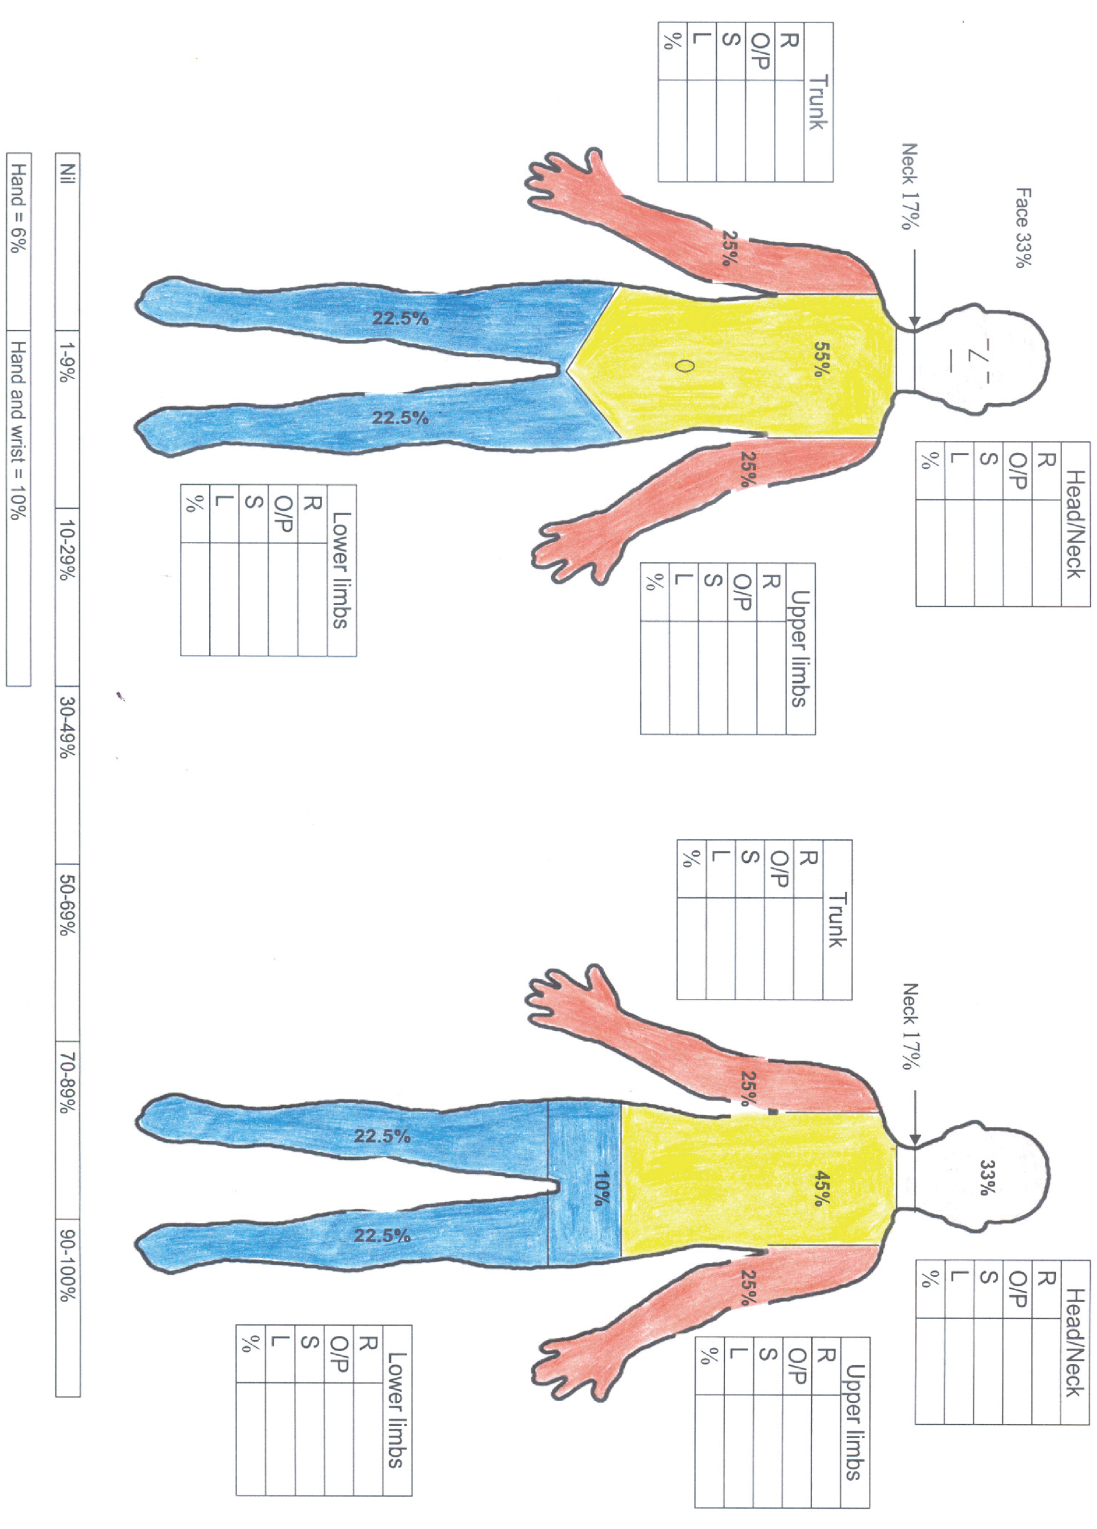 Face 33%
Neck 17%
Head/Neck
R
O/P
S
L
%
Trunk
R
O/P
S
L
%
55%
25%
25%
Upper limbs
R
O/P
S
L
%
22.5%
22.5%
Lower limbs
R
O/P
S
L
%
33%
Neck 17%
Head/Neck
R
O/P
S
L
%
Trunk
R
O/P
S
L
%
45%
25%
25%
Upper limbs
R
O/P
S
L
%
10%
22.5%
22.5%
Lower limbs
R
O/P
S
L
%
Nil 1-9% 10-29% 30-49% 50-69% 70-89% 90-100%
Hand = 6% Hand and wrist = 10%